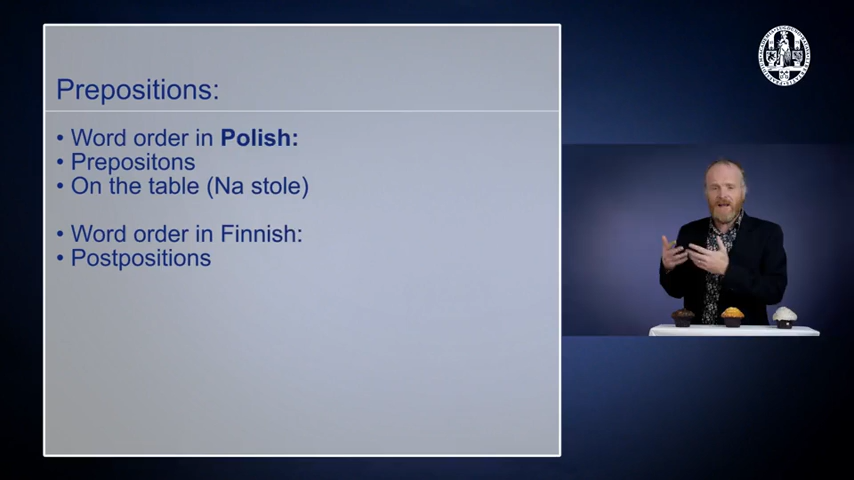 Prepositions:
• Word order in Polish:
• Prepositons
• On the table (Na stole)
• Word order in Finnish:
• Postpositions